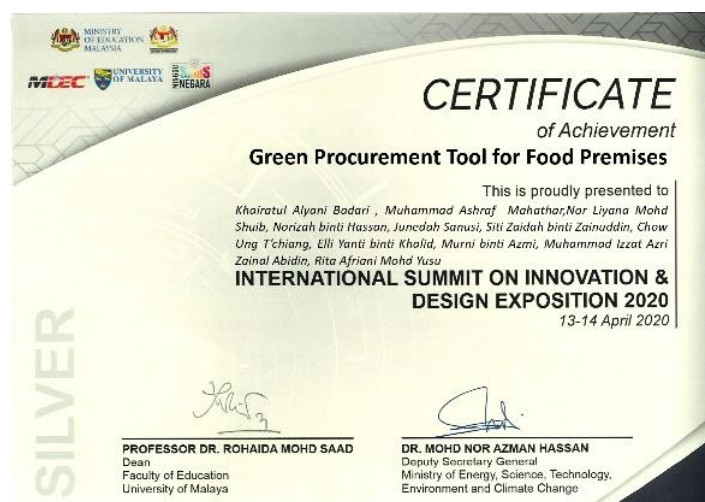 MINISTRY
OF EDUCATION
MALAYSIA
MDEC
UNIVERSITY
OF MALAYA
MINGGU
SAINS
NEGARA
CERTIFICATE
of Achievement
Green Procurement Tool for Food Premises
This is proudly presented to
Khairatul Alyani Badari , Muhammad Ashraf Mahathar,Nor Liyana Mohd
Shuib, Norizah binti Hassan, Junedah Sanusi, Siti Zaidah binti Zainuddin, Chow
Ung T'chiang, Elli Yanti binti Kholid, Murni binti Azmi, Muhammad Izzat Azri
Zainal Abidin, Rita Afriani Mohd Yusu
INTERNATIONAL SUMMIT ON INNOVATION &
DESIGN EXPOSITION 2020
13-14 April 2020
SILVER
PROFESSOR DR. ROHAIDA MOHD SAAD
Dean
Faculty of Education
University of Malaya
DR. MOHD NOR AZMAN HASSAN
Deputy Secretary General
Ministry of Energy, Science, Technology,
Environment and Climate Change